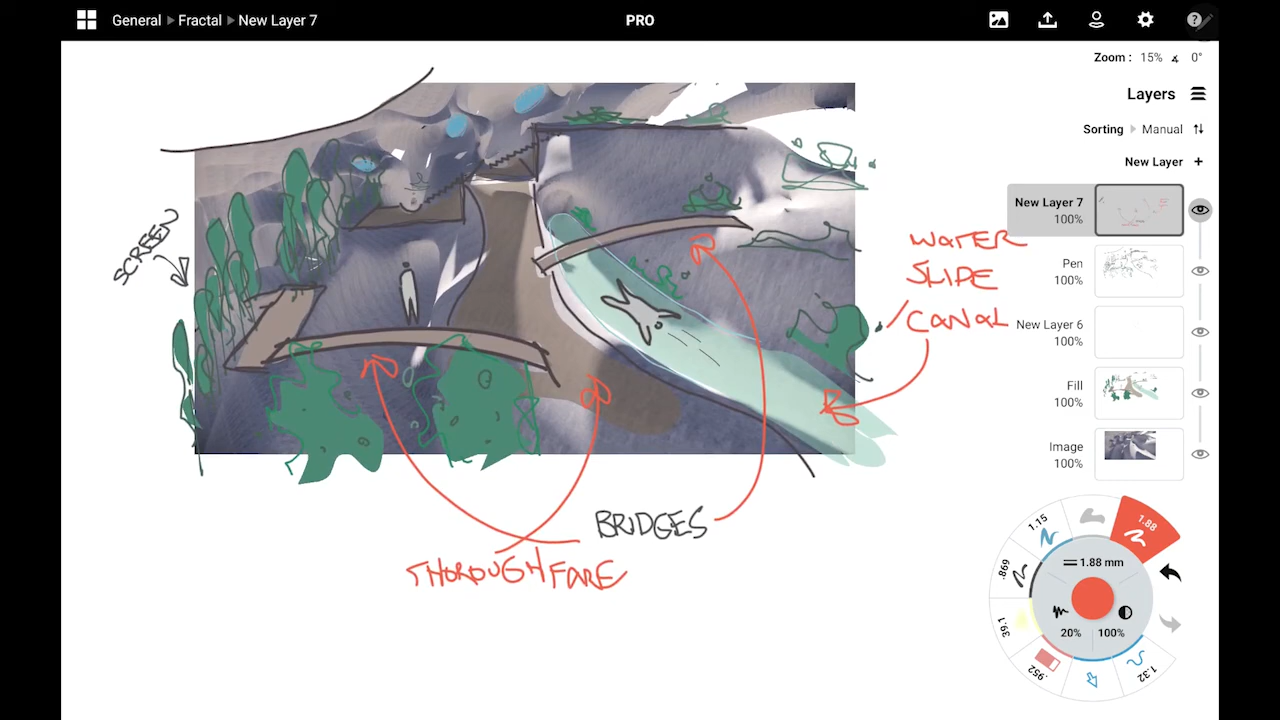 General ▸ Fractal ▸ New Layer 7
PRO
Zoom : 15% 0°
Layers
Sorting ▸ Manual
New Layer +
New Layer 7
100%
Pen
100%
New Layer 6
100%
Fill
100%
Image
100%
SCREEN
WATER
SLIDE
/CANAL
BRIDGES
THOROUGHFARE
1.15
1.88
.869
1.88 mm
39.1
20%
100%
.952
1.32